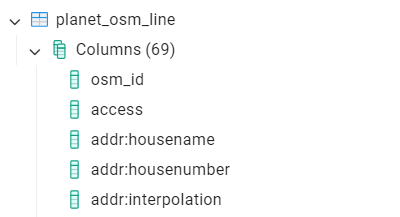 planet_osm_line
Columns (69)
osm_id
access
addr:housename
addr:housenumber
addr:interpolation